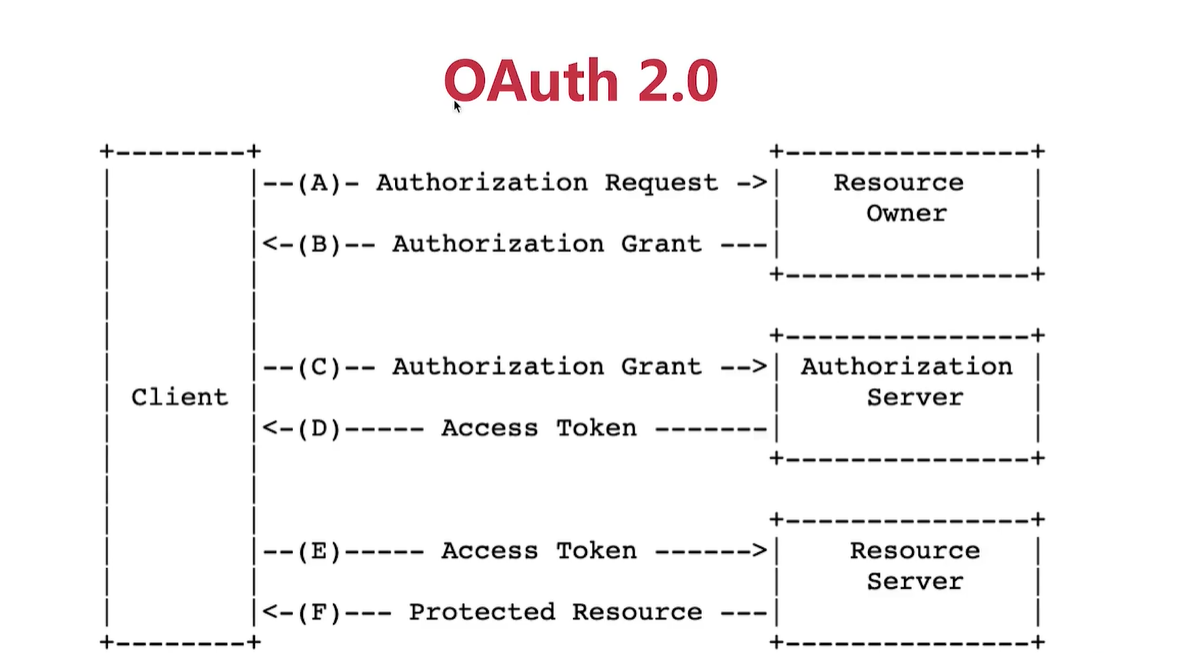 OAuth 2.0
+--------+                               +---------------+
|        |--(A)- Authorization Request ->|   Resource    |
|        |                               |     Owner     |
|        |<-(B)-- Authorization Grant ---|               |
|        |                               +---------------+
|        |
|        |                               +---------------+
|        |--(C)-- Authorization Grant -->| Authorization |
| Client |                               |     Server    |
|        |<-(D)----- Access Token -------|               |
|        |                               +---------------+
|        |
|        |                               +---------------+
|        |--(E)----- Access Token ------>|    Resource   |
|        |                               |     Server    |
|        |<-(F)--- Protected Resource ---|               |
+--------+                               +---------------+